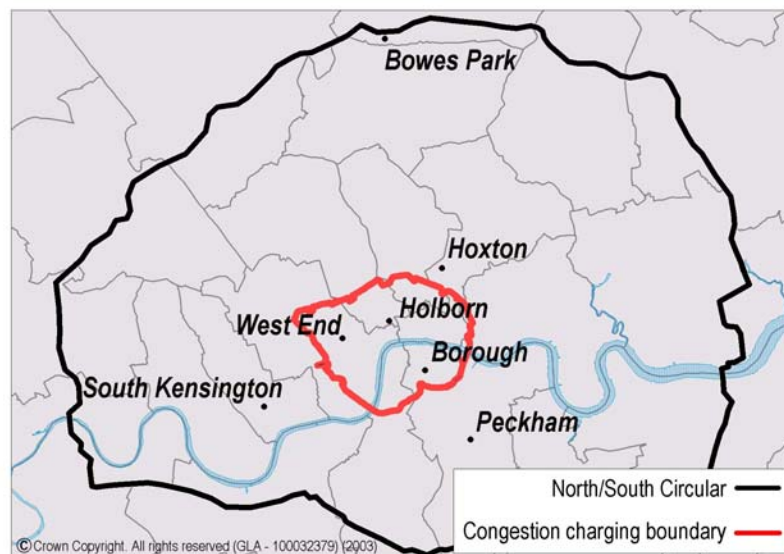 Bowes Park
Hoxton
Holborn
West End
Borough
South Kensington
Peckham
North/South Circular
Congestion charging boundary
© Crown Copyright. All rights reserved (GLA - 100032379) (2003)